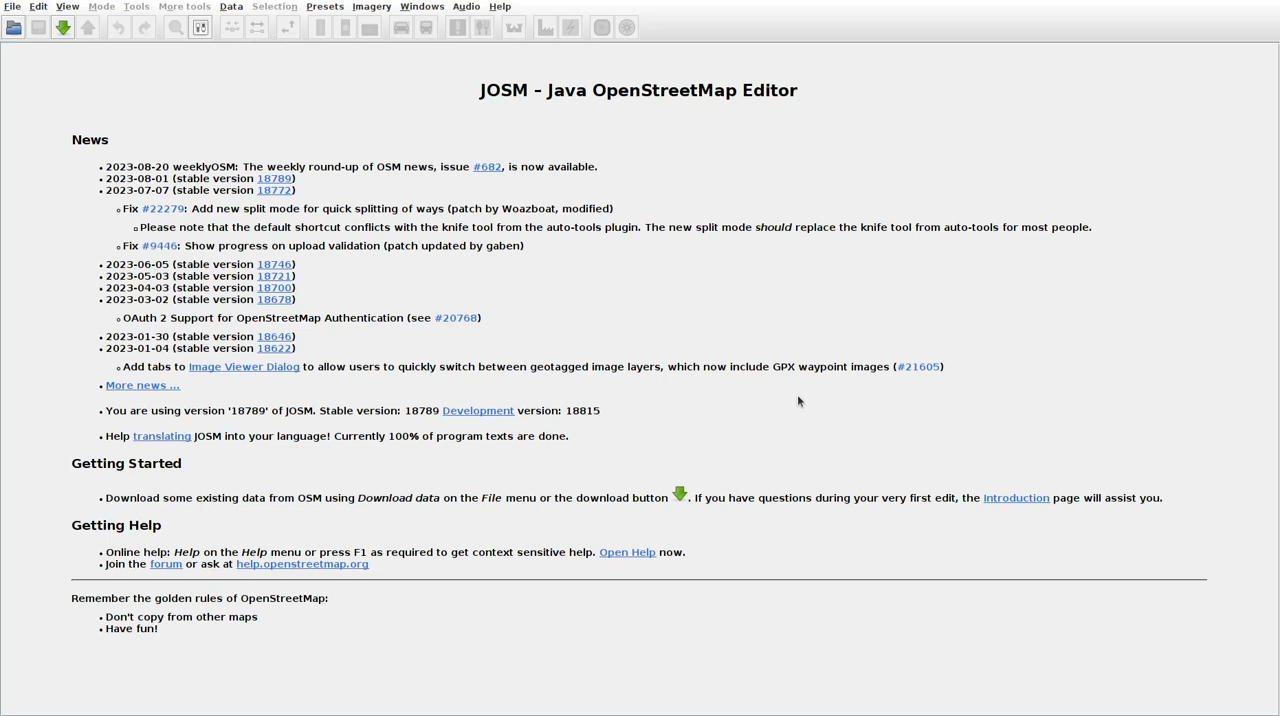 File Edit View Mode Tools More tools Data Selection Presets Imagery Windows Audio Help
JOSM – Java OpenStreetMap Editor
News
2023-08-20 weeklyOSM: The weekly round-up of OSM news, issue #682, is now available.
2023-08-01 (stable version 18789)
2023-07-07 (stable version 18772)
Fix #22279: Add new split mode for quick splitting of ways (patch by Woazboat, modified)
Please note that the default shortcut conflicts with the knife tool from the auto-tools plugin. The new split mode should replace the knife tool from auto-tools for most people.
Fix #9446: Show progress on upload validation (patch updated by gaben)
2023-06-05 (stable version 18746)
2023-05-03 (stable version 18721)
2023-04-03 (stable version 18700)
2023-03-02 (stable version 18678)
OAuth 2 Support for OpenStreetMap Authentication (see #20768)
2023-01-30 (stable version 18646)
2023-01-04 (stable version 18622)
Add tabs to Image Viewer Dialog to allow users to quickly switch between geotagged image layers, which now include GPX waypoint images (#21605)
More news ...
You are using version '18789' of JOSM. Stable version: 18789 Development version: 18815
Help translating JOSM into your language! Currently 100% of program texts are done.
Getting Started
Download some existing data from OSM using Download data on the File menu or the download button . If you have questions during your very first edit, the Introduction page will assist you.
Getting Help
Online help: Help on the Help menu or press F1 as required to get context sensitive help. Open Help now.
Join the forum or ask at help.openstreetmap.org
Remember the golden rules of OpenStreetMap:
Don't copy from other maps
Have fun!